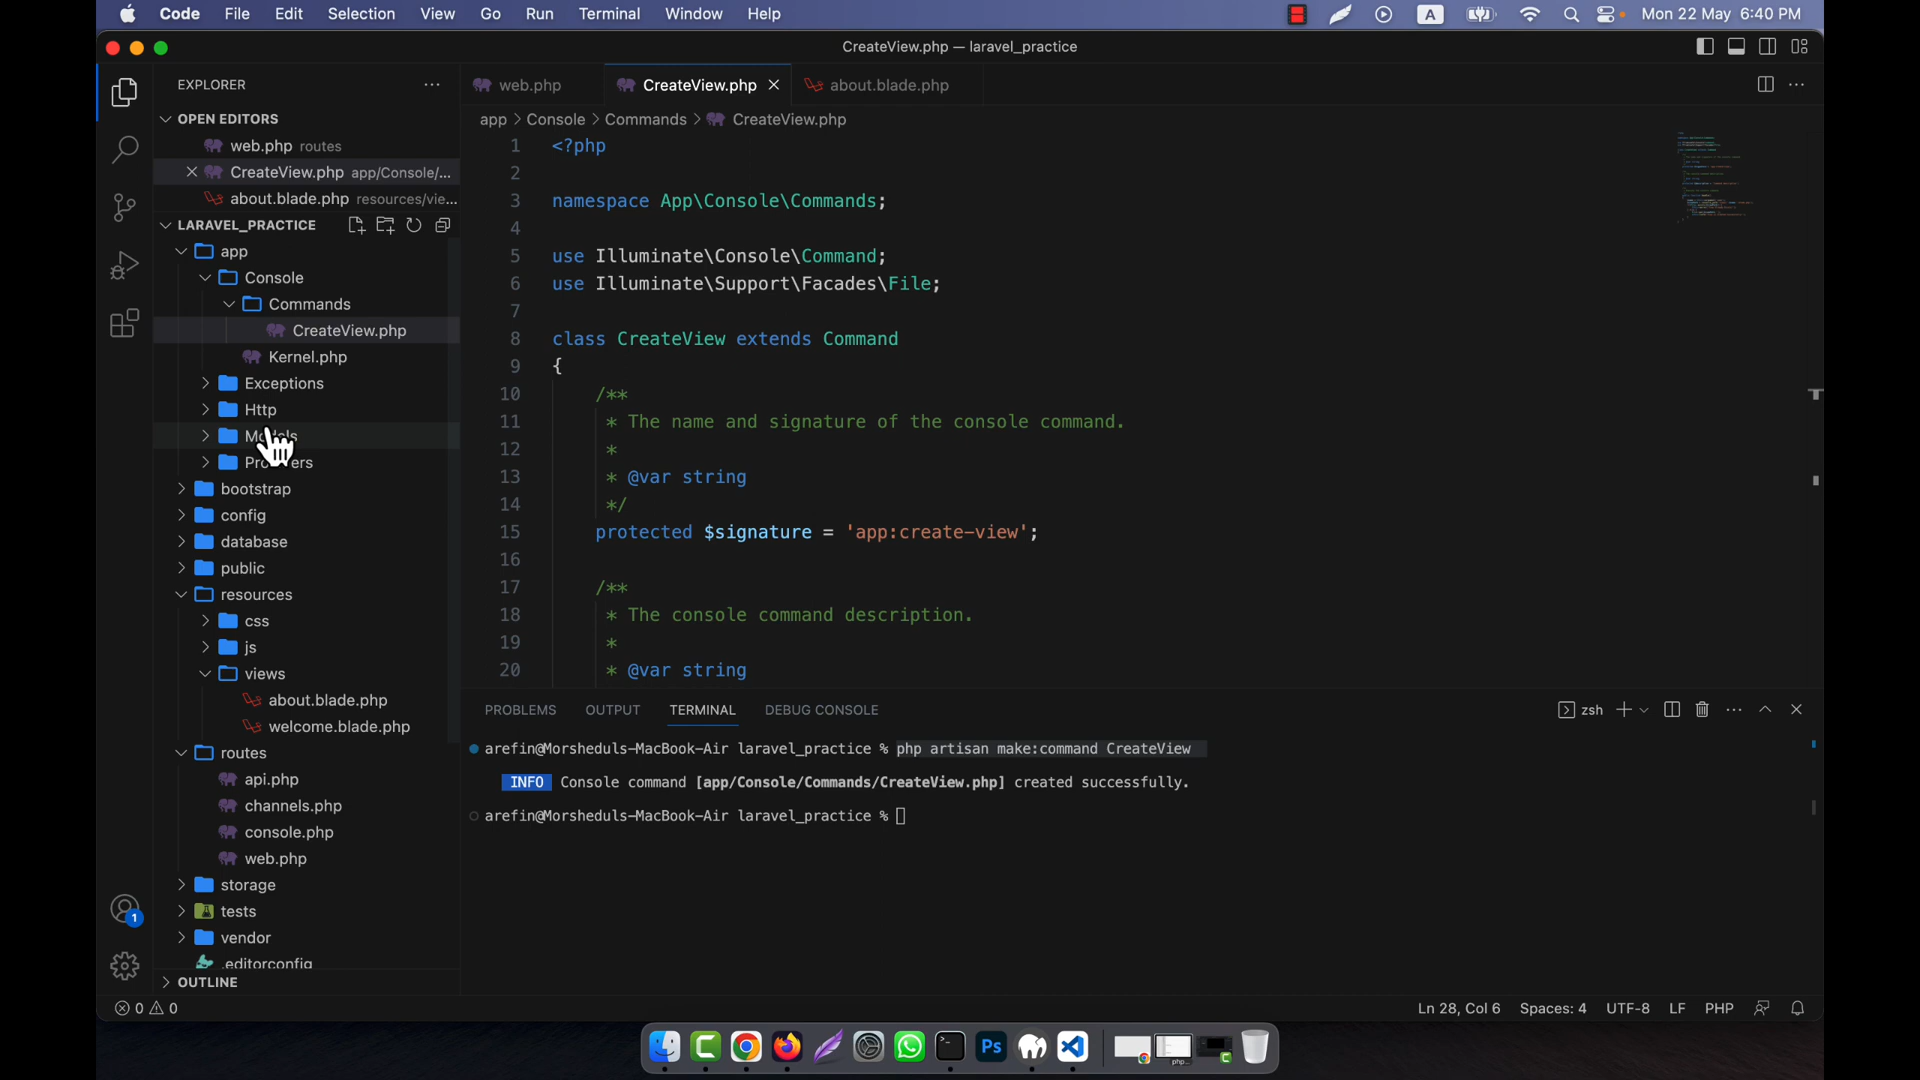 Code File Edit Selection View Go Run Terminal Window Help A Mon 22 May 6:40 PM
CreateView.php — laravel_practice
EXPLORER
web.php CreateView.php about.blade.php
OPEN EDITORS
web.php routes
CreateView.php app/Console/...
about.blade.php resources/vie...
LARAVEL_PRACTICE
app
Console
Commands
CreateView.php
Kernel.php
Exceptions
Http
bootstrap
config
database
public
resources
css
js
views
about.blade.php
welcome.blade.php
routes
api.php
channels.php
console.php
web.php
storage
tests
vendor
.editorconfig
OUTLINE
app > Console > Commands > CreateView.php
1 <?php
2
3 namespace App\Console\Commands;
4
5 use Illuminate\Console\Command;
6 use Illuminate\Support\Facades\File;
7
8 class CreateView extends Command
9 {
10 /**
11 * The name and signature of the console command.
12 *
13 * @var string
14 */
15 protected $signature = 'app:create-view';
16
17 /**
18 * The console command description.
19 *
20 * @var string
PROBLEMS OUTPUT TERMINAL DEBUG CONSOLE zsh
arefin@Morsheduls-MacBook-Air laravel_practice % php artisan make:command CreateView
INFO Console command [app/Console/Commands/CreateView.php] created successfully.
arefin@Morsheduls-MacBook-Air laravel_practice %
1
0 0 Ln 28, Col 6 Spaces: 4 UTF-8 LF PHP
Ps